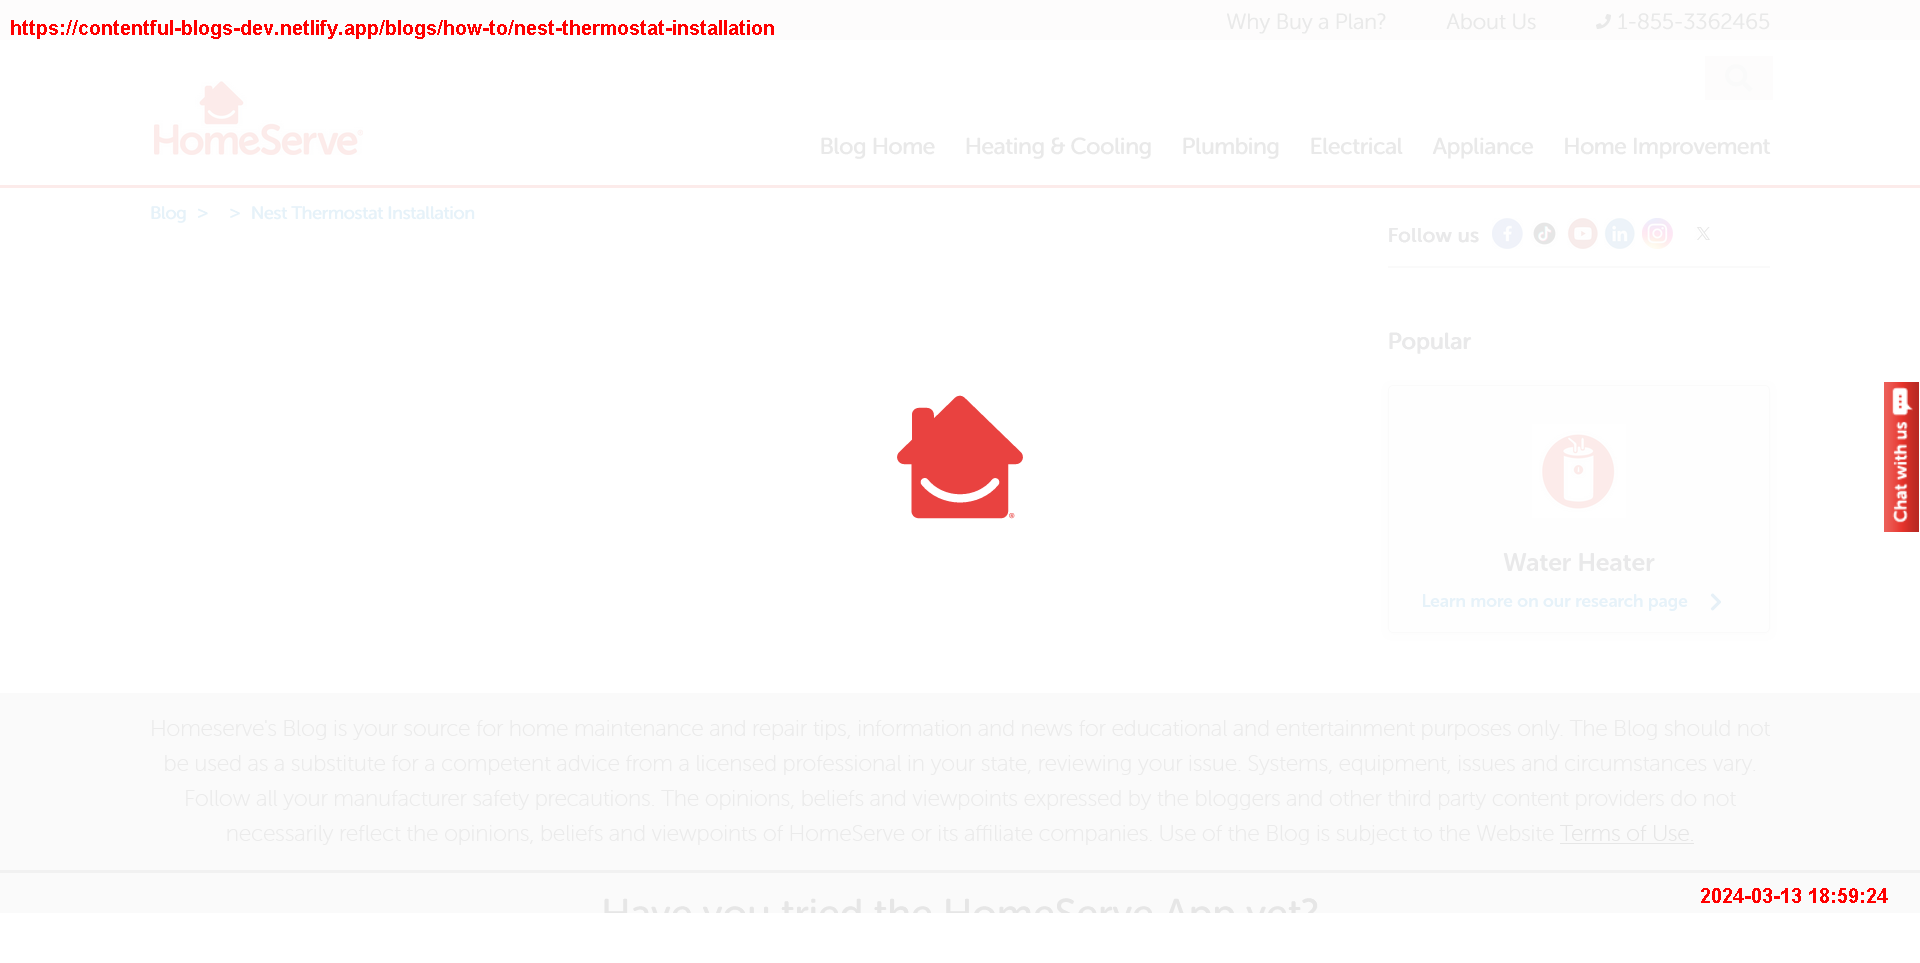 https://contentful-blogs-dev.netlify.app/blogs/how-to/nest-thermostat-installation
Why Buy a Plan? About Us 1-855-3362465
HomeServe®
Blog Home Heating & Cooling Plumbing Electrical Appliance Home Improvement
Blog > > Nest Thermostat Installation
Follow us
Popular
Chat with us
Water Heater
Learn more on our research page
Homeserve's Blog is your source for home maintenance and repair tips, information and news for educational and entertainment purposes only. The Blog should not
be used as a substitute for a competent advice from a licensed professional in your state, reviewing your issue. Systems, equipment, issues and circumstances vary.
Follow all your manufacturer safety precautions. The opinions, beliefs and viewpoints expressed by the bloggers and other third party content providers do not
necessarily reflect the opinions, beliefs and viewpoints of HomeServe or its affiliate companies. Use of the Blog is subject to the Website Terms of Use.
Have you tried the HomeServe App yet?
2024-03-13 18:59:24